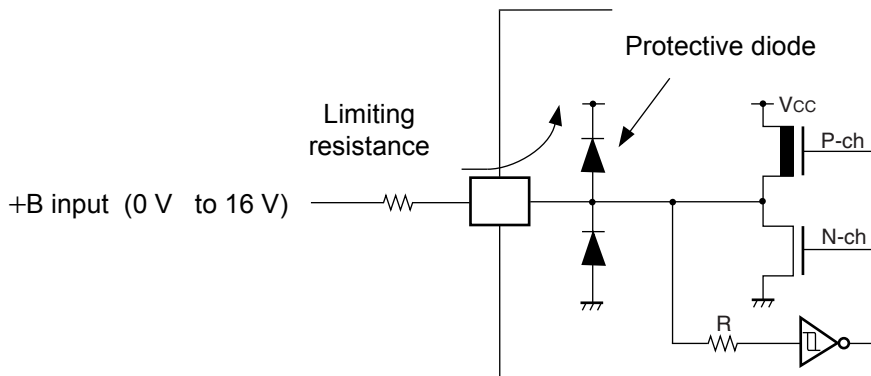 Protective diode
Limiting
resistance
VCC
P-ch
+B input (0 V to 16 V)
N-ch
R